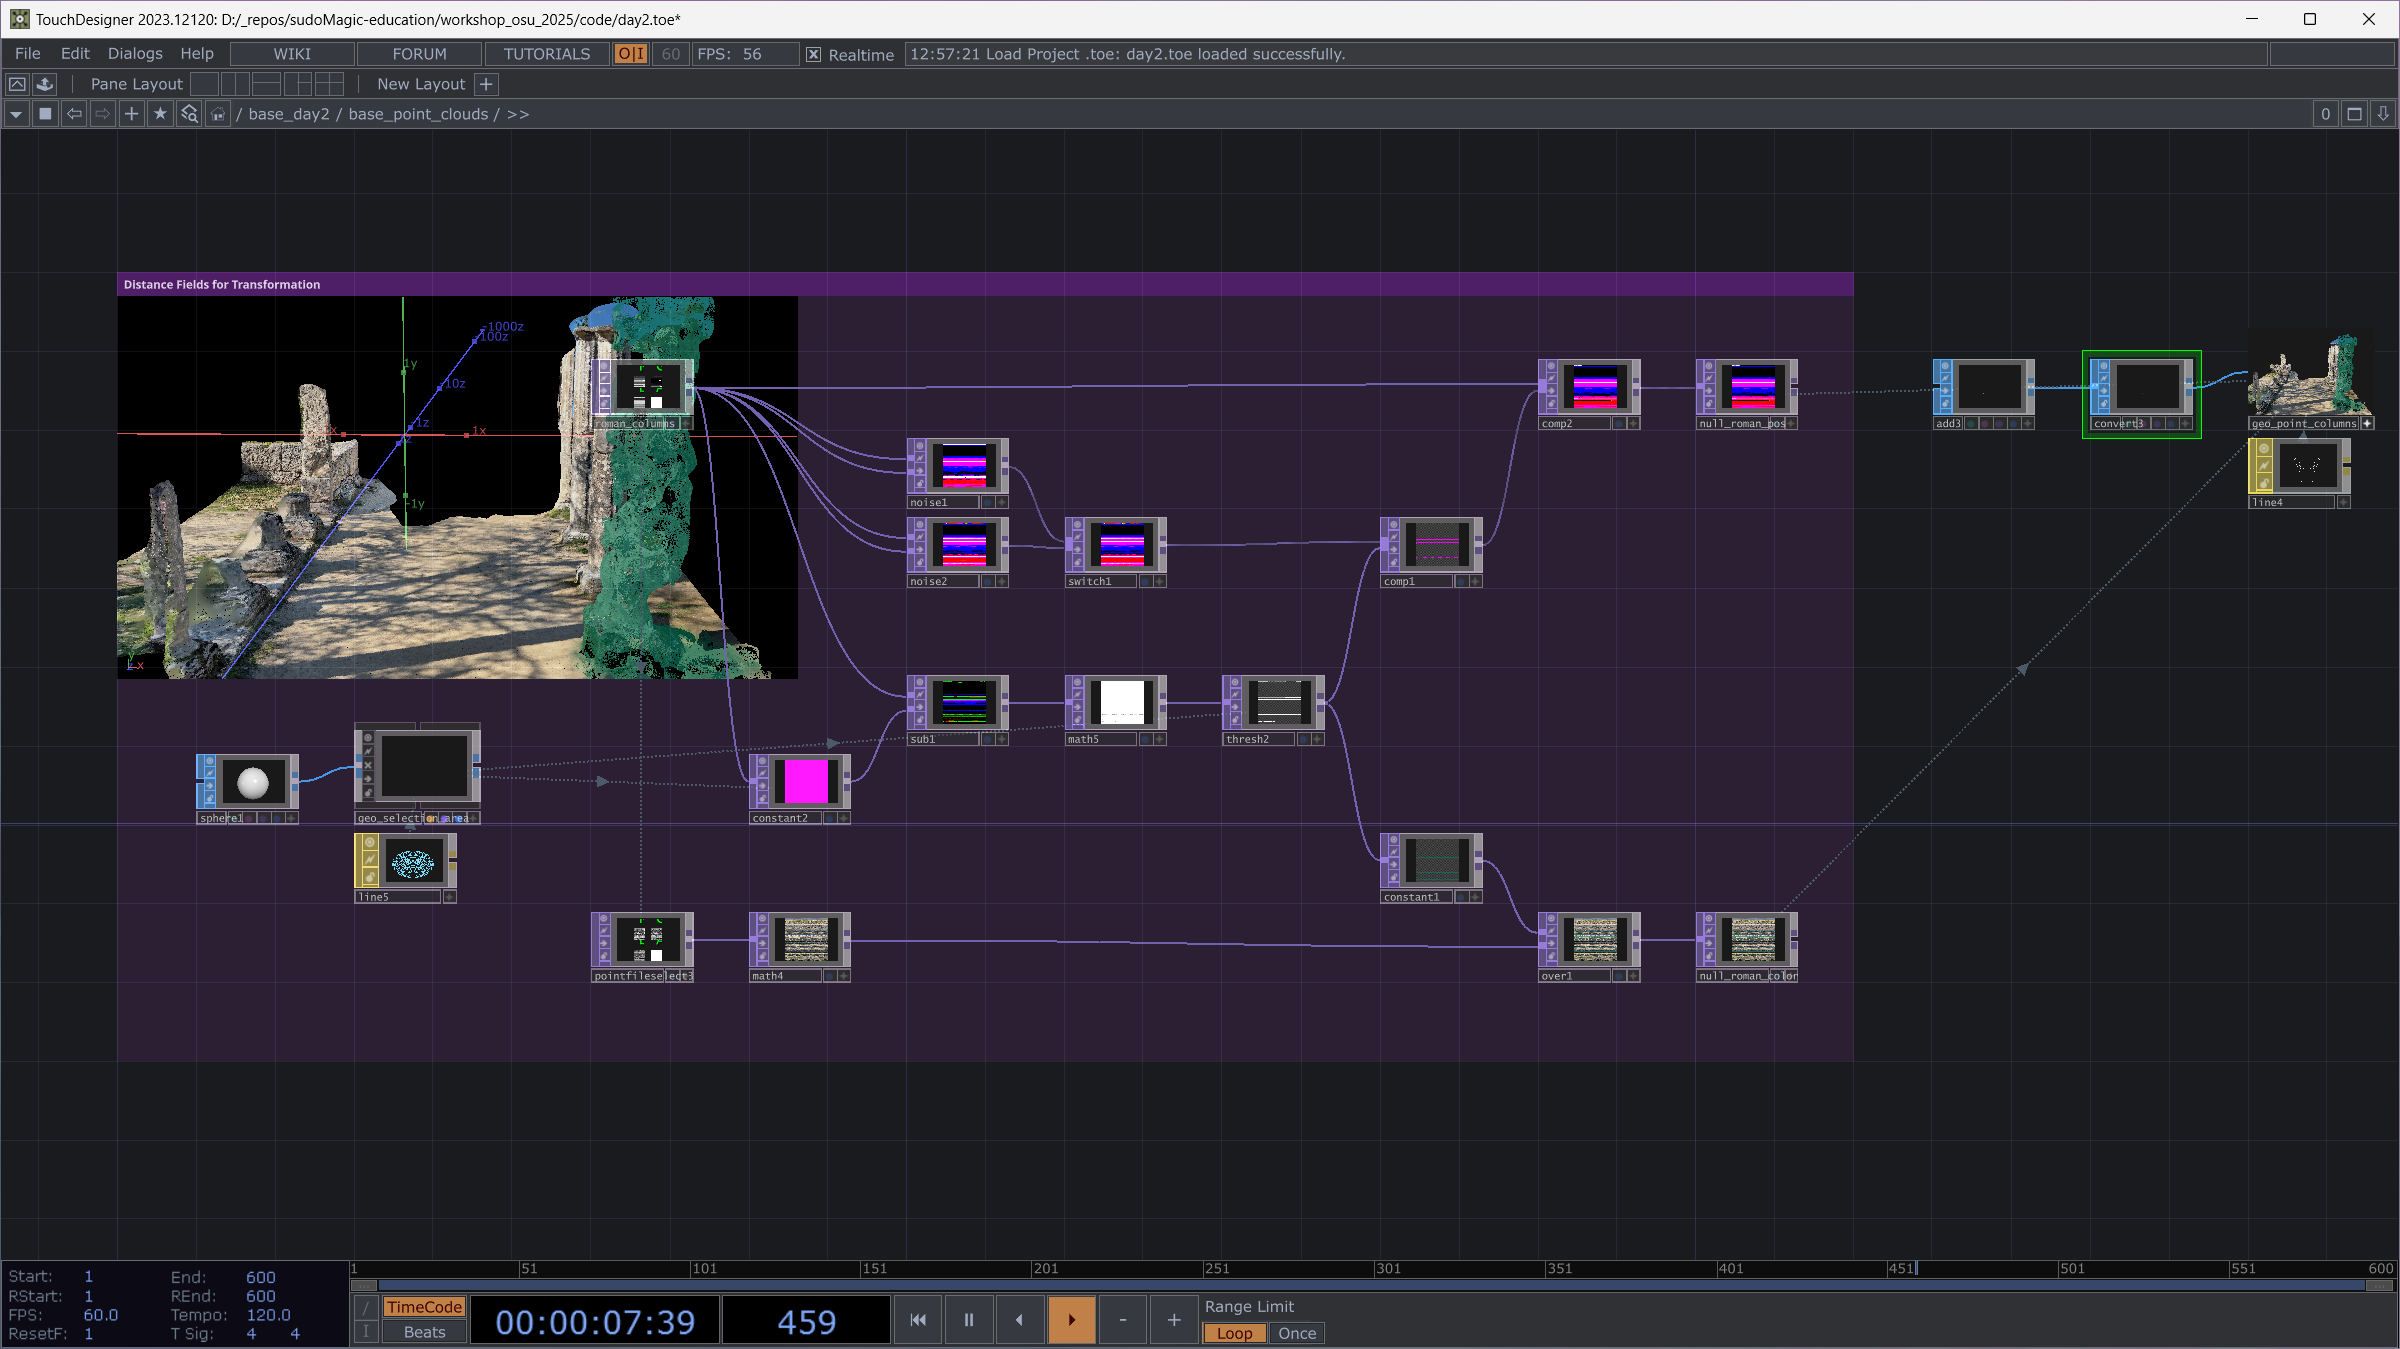 TouchDesigner 2023.12120: D:/_repos/sudoMagic-education/workshop_osu_2025/code/day2.toe*
File Edit Dialogs Help WIKI FORUM TUTORIALS O|I 60 FPS: 56 Realtime 12:57:21 Load Project .toe: day2.toe loaded successfully.
Pane Layout New Layout +
/ base_day2 / base_point_clouds / >> 0
Distance Fields for Transformation
-1000z
100z
1y
10z
1z
1x
-1y
z x
roman_columns
comp2
null_roman_pos
add3
convert3
geo_point_columns
noise1
line4
noise2
switch1
comp1
sub1
math5
thresh2
sphere1
geo_selection_area
constant2
line5
constant1
pointfileselect3
math4
over1
null_roman_color
1 51 101 151 201 251 301 351 401 451 501 551 600
Start: 1 End: 600
RStart: 1 REnd: 600
FPS: 60.0 Tempo: 120.0
ResetF: 1 T Sig: 4 4
/ TimeCode
I Beats
00:00:07:39
459
- +
Range Limit
Loop Once